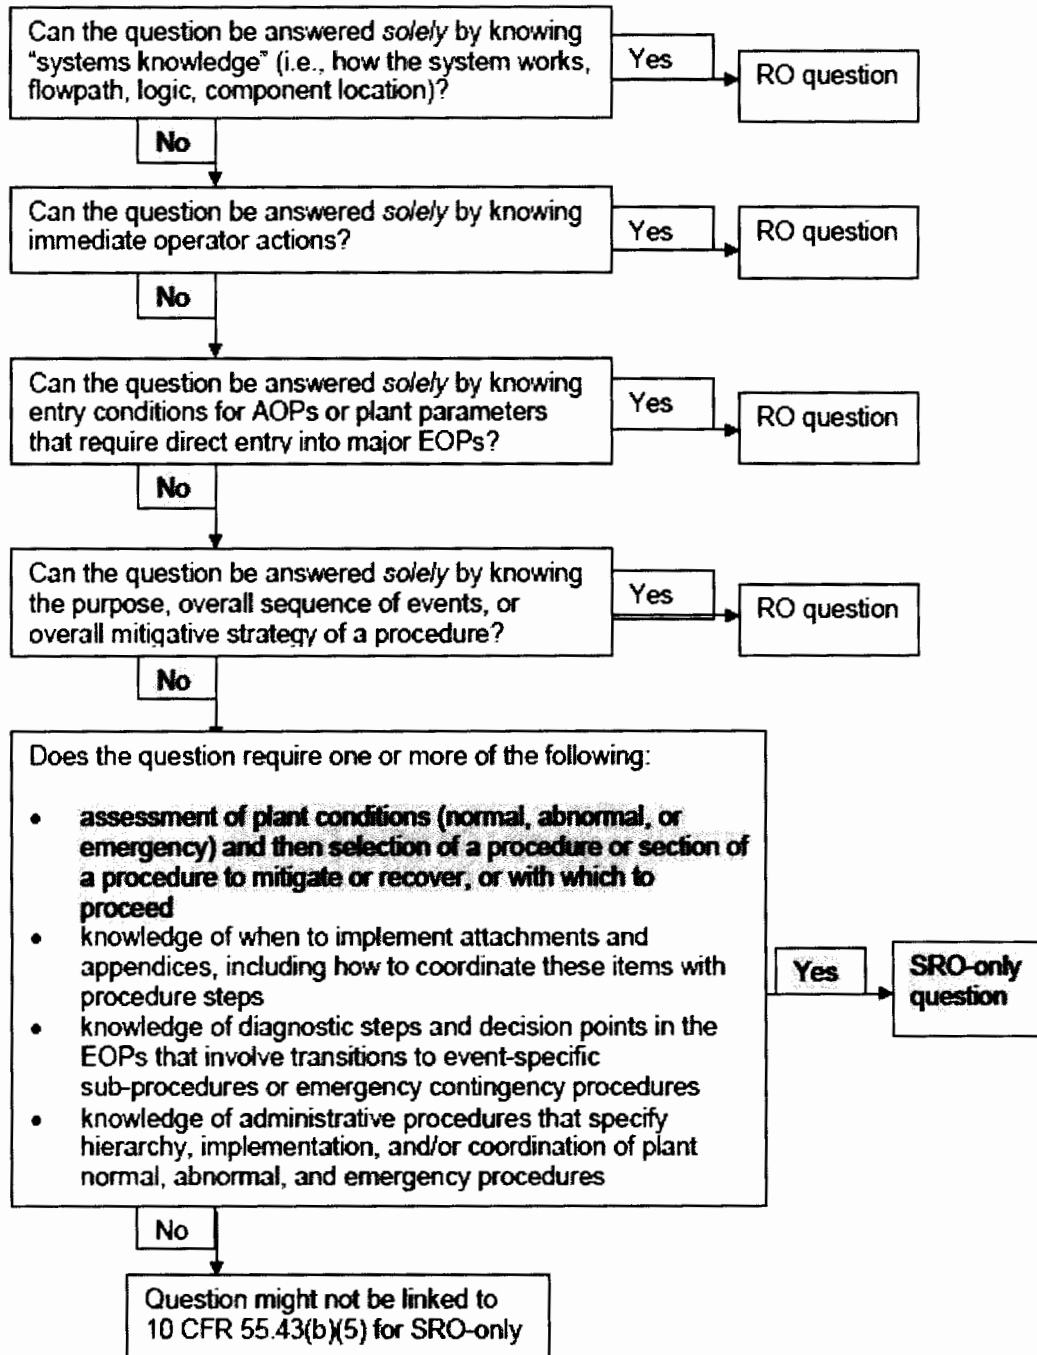 Can the question be answered solely by knowing
"systems knowledge" (i.e., how the system works,
flowpath, logic, component location)?
Yes
RO question
No
Can the question be answered solely by knowing
immediate operator actions?
Yes
RO question
No
Can the question be answered solely by knowing
entry conditions for AOPs or plant parameters
that require direct entry into major EOPs?
Yes
RO question
No
Can the question be answered solely by knowing
the purpose, overall sequence of events, or
overall mitigative strategy of a procedure?
Yes
RO question
No
Does the question require one or more of the following:
• assessment of plant conditions (normal, abnormal, or
emergency) and then selection of a procedure or section of
a procedure to mitigate or recover, or with which to
proceed
• knowledge of when to implement attachments and
appendices, including how to coordinate these items with
procedure steps
• knowledge of diagnostic steps and decision points in the
EOPs that involve transitions to event-specific
sub-procedures or emergency contingency procedures
• knowledge of administrative procedures that specify
hierarchy, implementation, and/or coordination of plant
normal, abnormal, and emergency procedures
Yes
SRO-only
question
No
Question might not be linked to
10 CFR 55.43(b)(5) for SRO-only